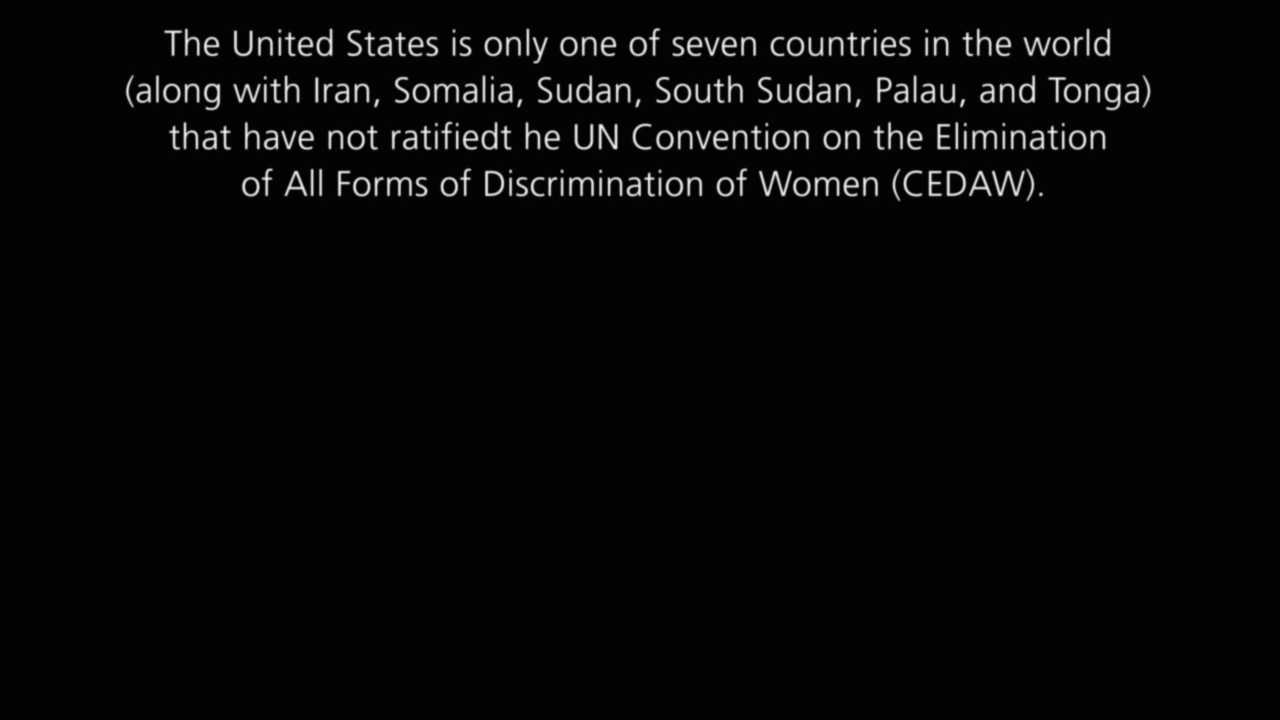 The United States is only one of seven countries in the world
(along with Iran, Somalia, Sudan, South Sudan, Palau, and Tonga)
that have not ratifiedt he UN Convention on the Elimination
of All Forms of Discrimination of Women (CEDAW).